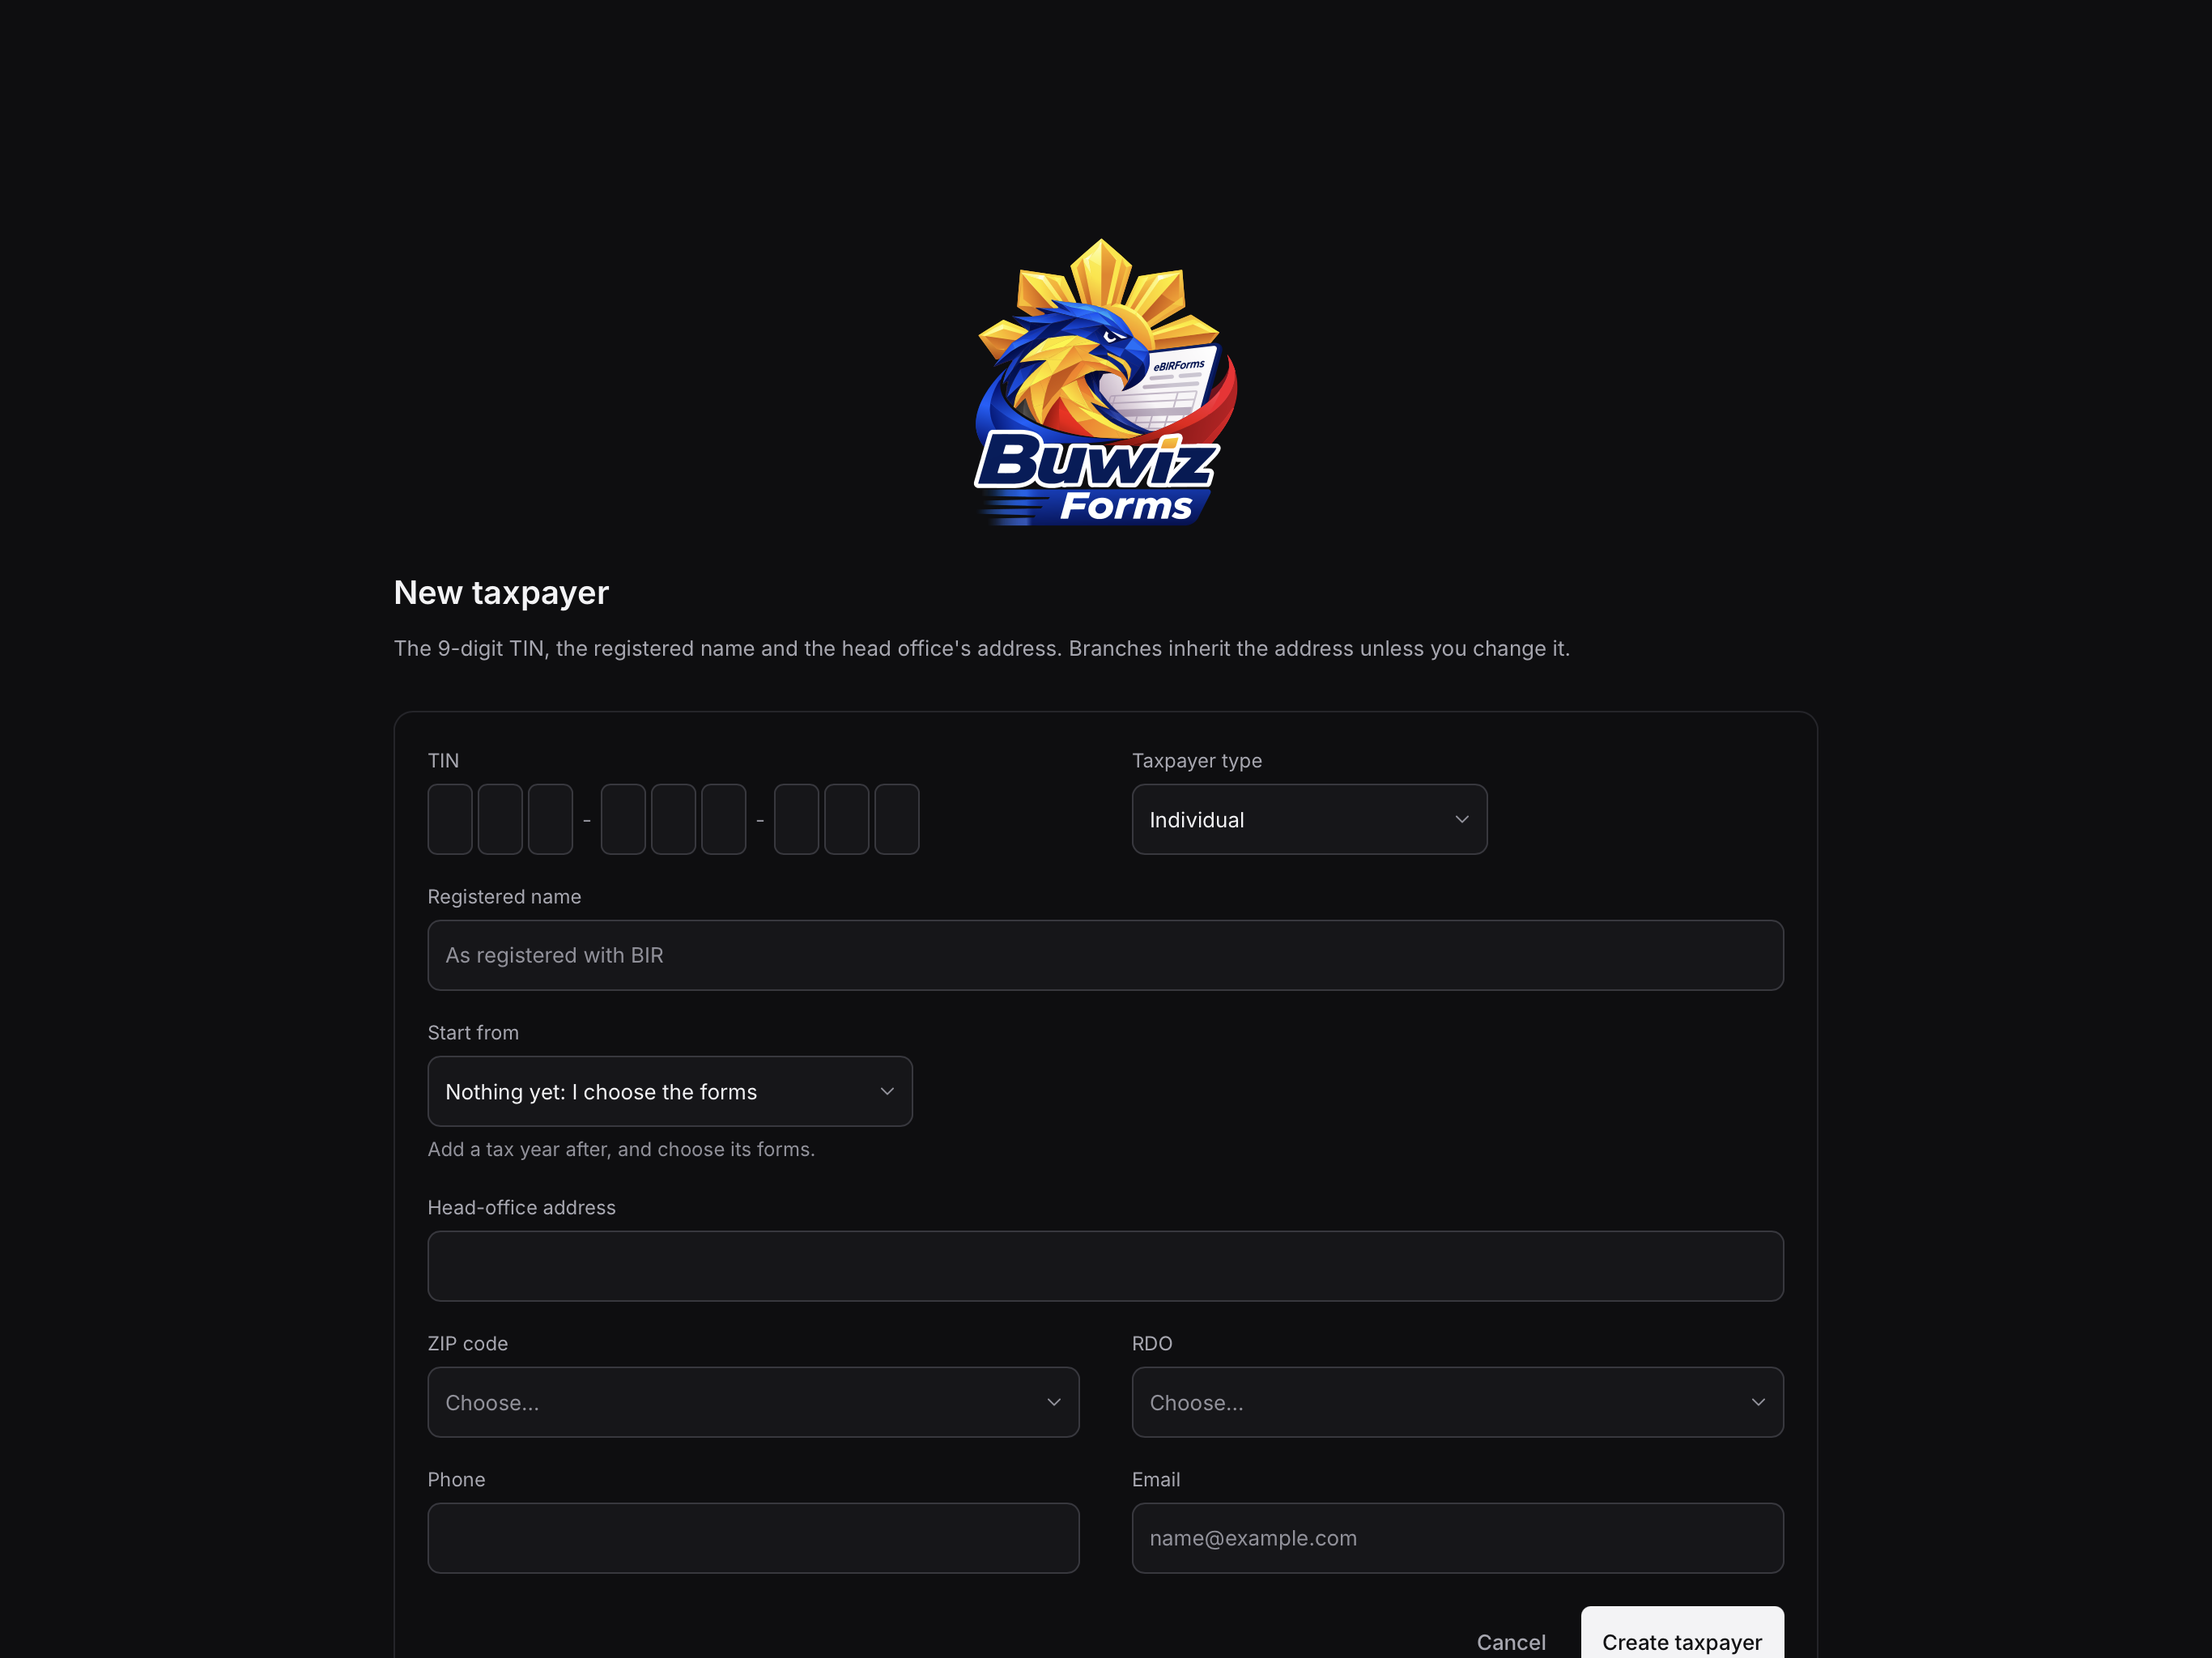 eBIRForms
Buwiz
Forms
New taxpayer
The 9-digit TIN, the registered name and the head office's address. Branches inherit the address unless you change it.
TIN
Taxpayer type
- -
Individual
Registered name
As registered with BIR
Start from
Nothing yet: I choose the forms
Add a tax year after, and choose its forms.
Head-office address
ZIP code
RDO
Choose...
Choose...
Phone
Email
name@example.com
Cancel
Create taxpayer